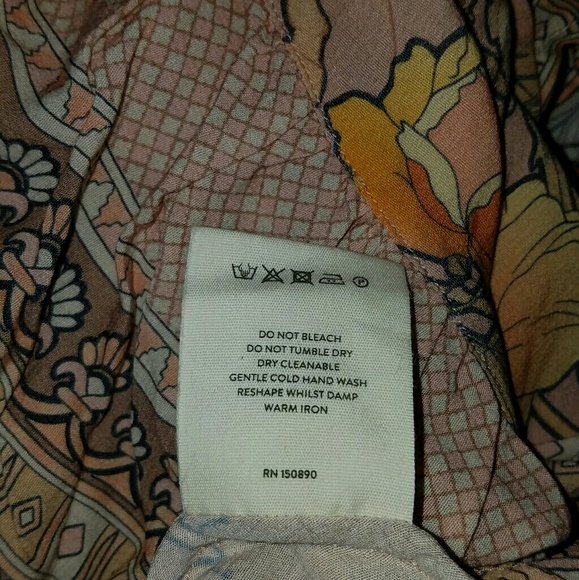 DO NOT BLEACH
DO NOT TUMBLE DRY
DRY CLEANABLE
GENTLE COLD HAND WASH
RESHAPE WHILST DAMP
WARM IRON
RN 150890